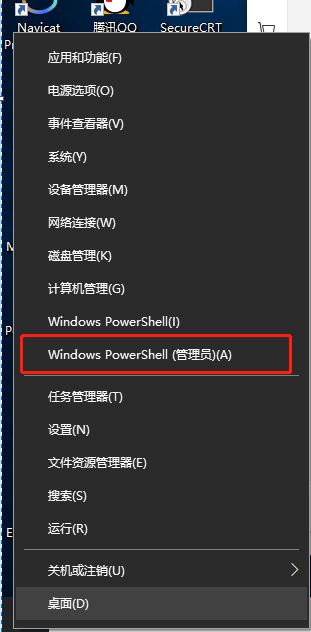 Navicat 腾讯QQ SecureCRT
Pr
应用和功能(F)
电源选项(O)
事件查看器(V)
系统(Y)
设备管理器(M)
网络连接(W)
M
磁盘管理(K)
计算机管理(G)
Windows PowerShell(I)
P
Windows PowerShell (管理员)(A)
任务管理器(T)
设置(N)
文件资源管理器(E)
搜索(S)
运行(R)
E
关机或注销(U)
桌面(D)